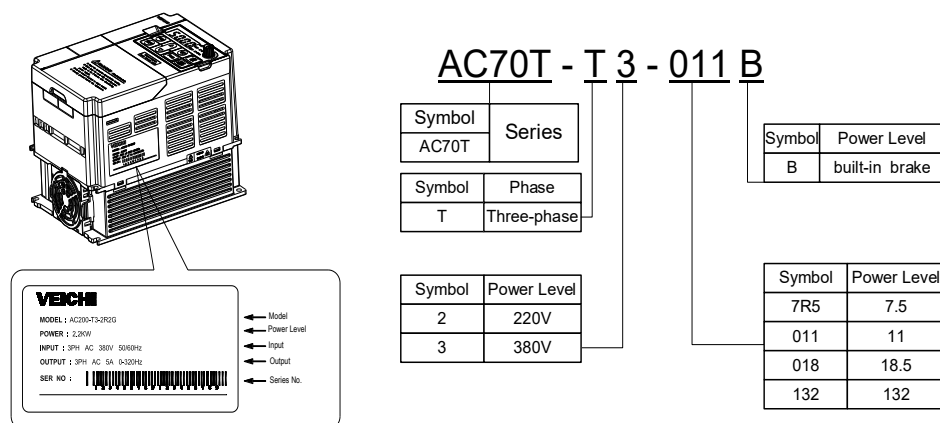 AC70T - T 3 - 011 B
Symbol Series
AC70T
Symbol Phase
T Three-phase
Symbol Power Level
2 220V
3 380V
Symbol Power Level
B built-in brake
Symbol Power Level
7R5 7.5
011 11
018 18.5
132 132
VEICHI
MODEL : AC200-T3-2R2G
POWER : 2.2KW
INPUT : 3PH AC 380V 50/60Hz
OUTPUT : 3PH AC 5A 0-320Hz
SER NO :
Model
Power Level
Input
Output
Series No.